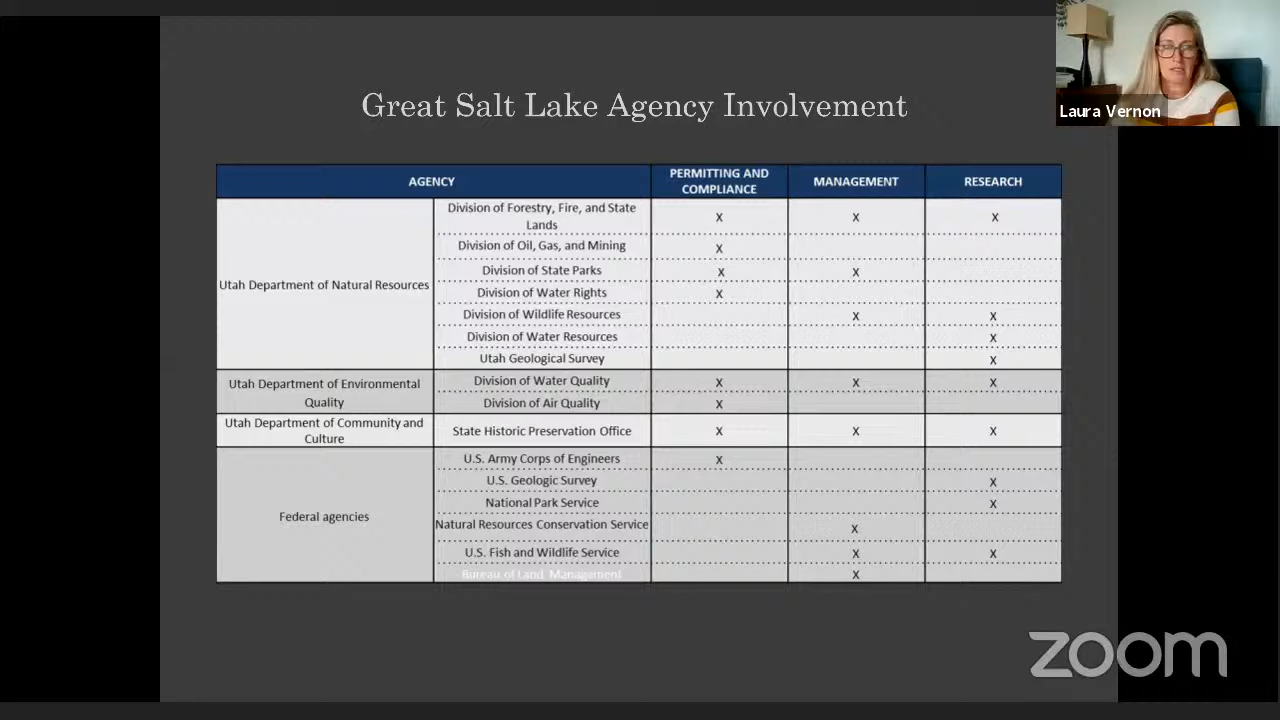 Great Salt Lake Agency Involvement
Laura Vernon
AGENCY PERMITTING AND COMPLIANCE MANAGEMENT RESEARCH
Utah Department of Natural Resources
Division of Forestry, Fire, and State Lands X X X
Division of Oil, Gas, and Mining X
Division of State Parks X X
Division of Water Rights X
Division of Wildlife Resources X X
Division of Water Resources X
Utah Geological Survey X
Utah Department of Environmental Quality
Division of Water Quality X X X
Division of Air Quality X
Utah Department of Community and Culture
State Historic Preservation Office X X X
Federal agencies
U.S. Army Corps of Engineers X
U.S. Geologic Survey X
National Park Service X
Natural Resources Conservation Service X
U.S. Fish and Wildlife Service X X
Bureau of Land Management X
zoom